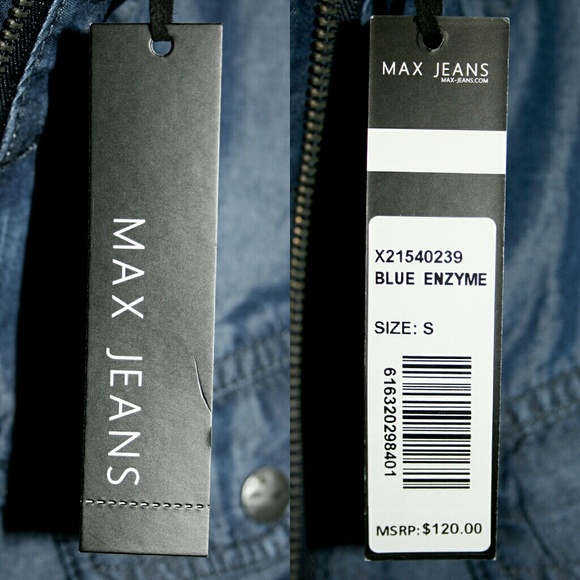 MAX JEANS
MAX JEANS
MAX-JEANS.COM
X21540239
BLUE ENZYME
SIZE: S
616320298401
MSRP: $120.00